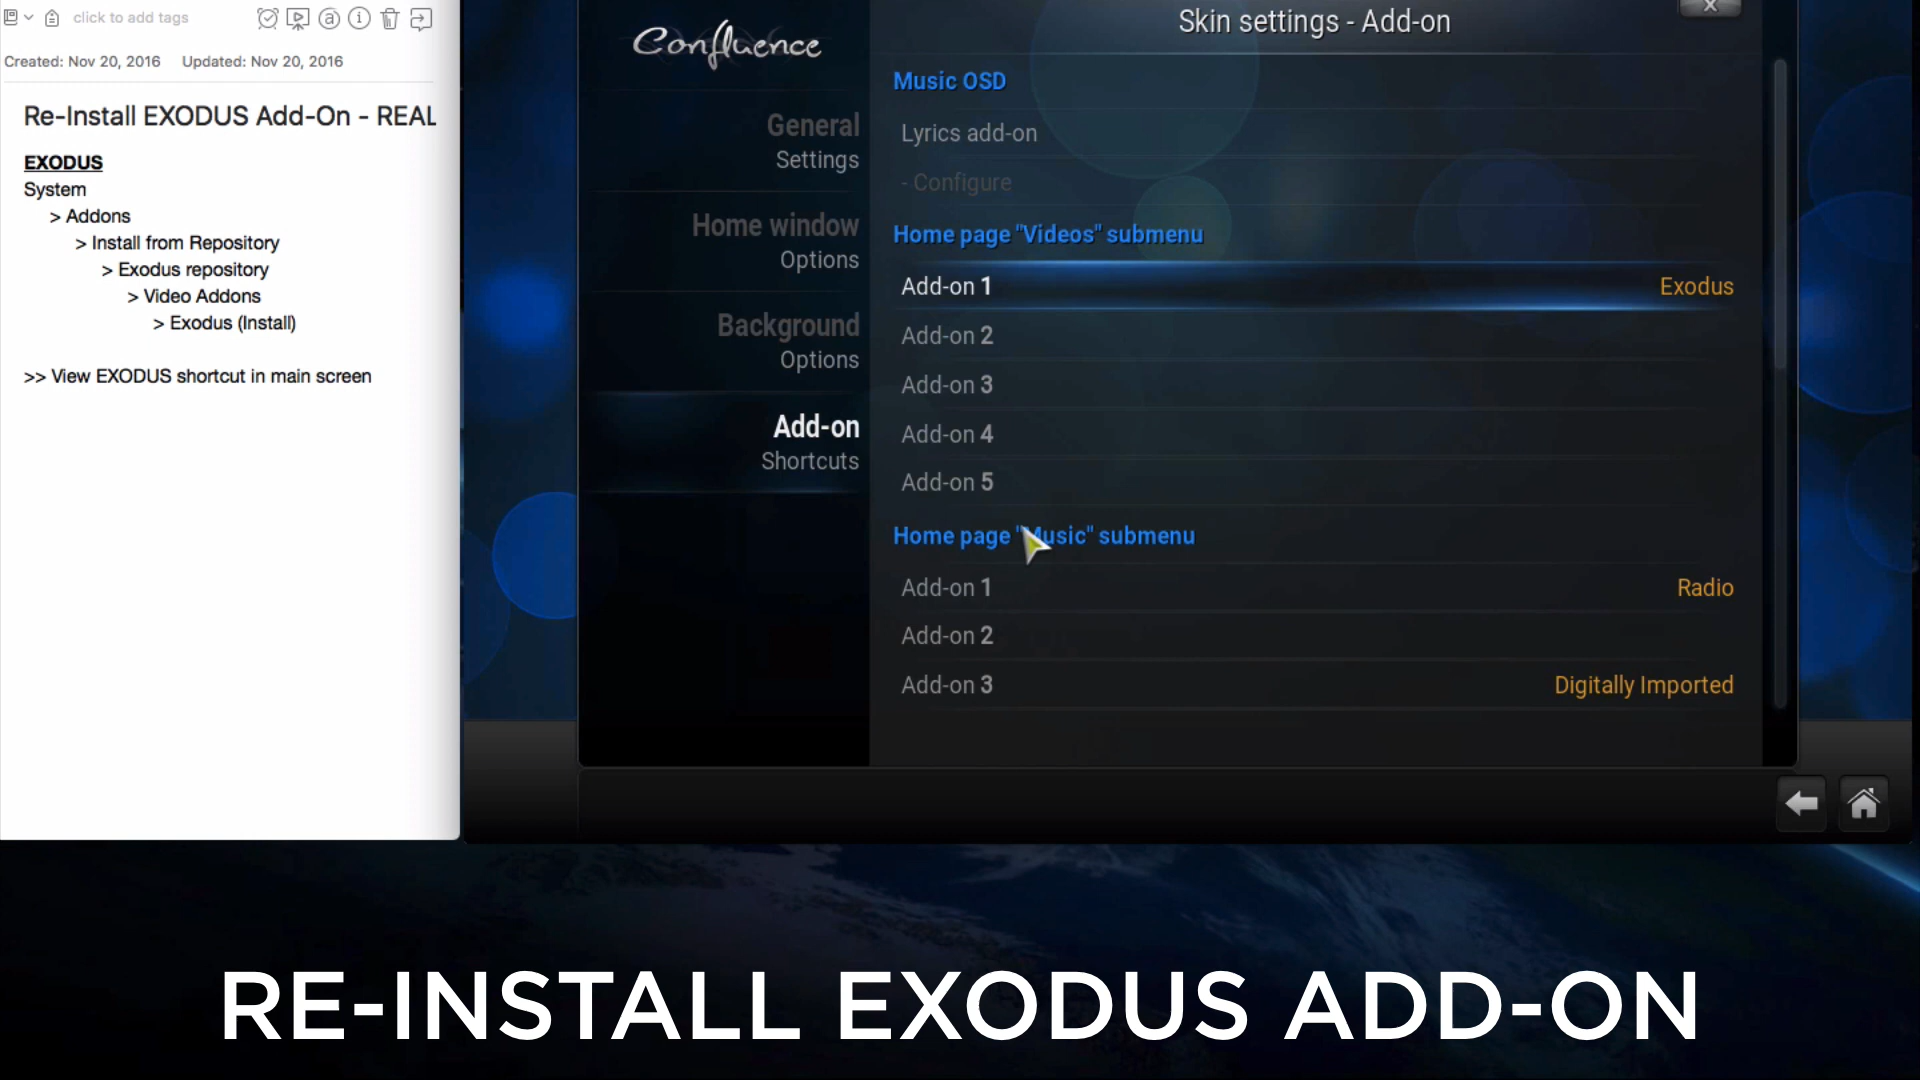 click to add tags
Created: Nov 20, 2016 Updated: Nov 20, 2016
Re-Install EXODUS Add-On - REAL
EXODUS
System
> Addons
> Install from Repository
> Exodus repository
> Video Addons
> Exodus (Install)
>> View EXODUS shortcut in main screen
Confluence
General
Settings
Home window
Options
Background
Options
Add-on
Shortcuts
Skin settings - Add-on
Music OSD
Lyrics add-on
- Configure
Home page "Videos" submenu
Add-on 1 Exodus
Add-on 2
Add-on 3
Add-on 4
Add-on 5
Home page "Music" submenu
Add-on 1 Radio
Add-on 2
Add-on 3 Digitally Imported
RE-INSTALL EXODUS ADD-ON